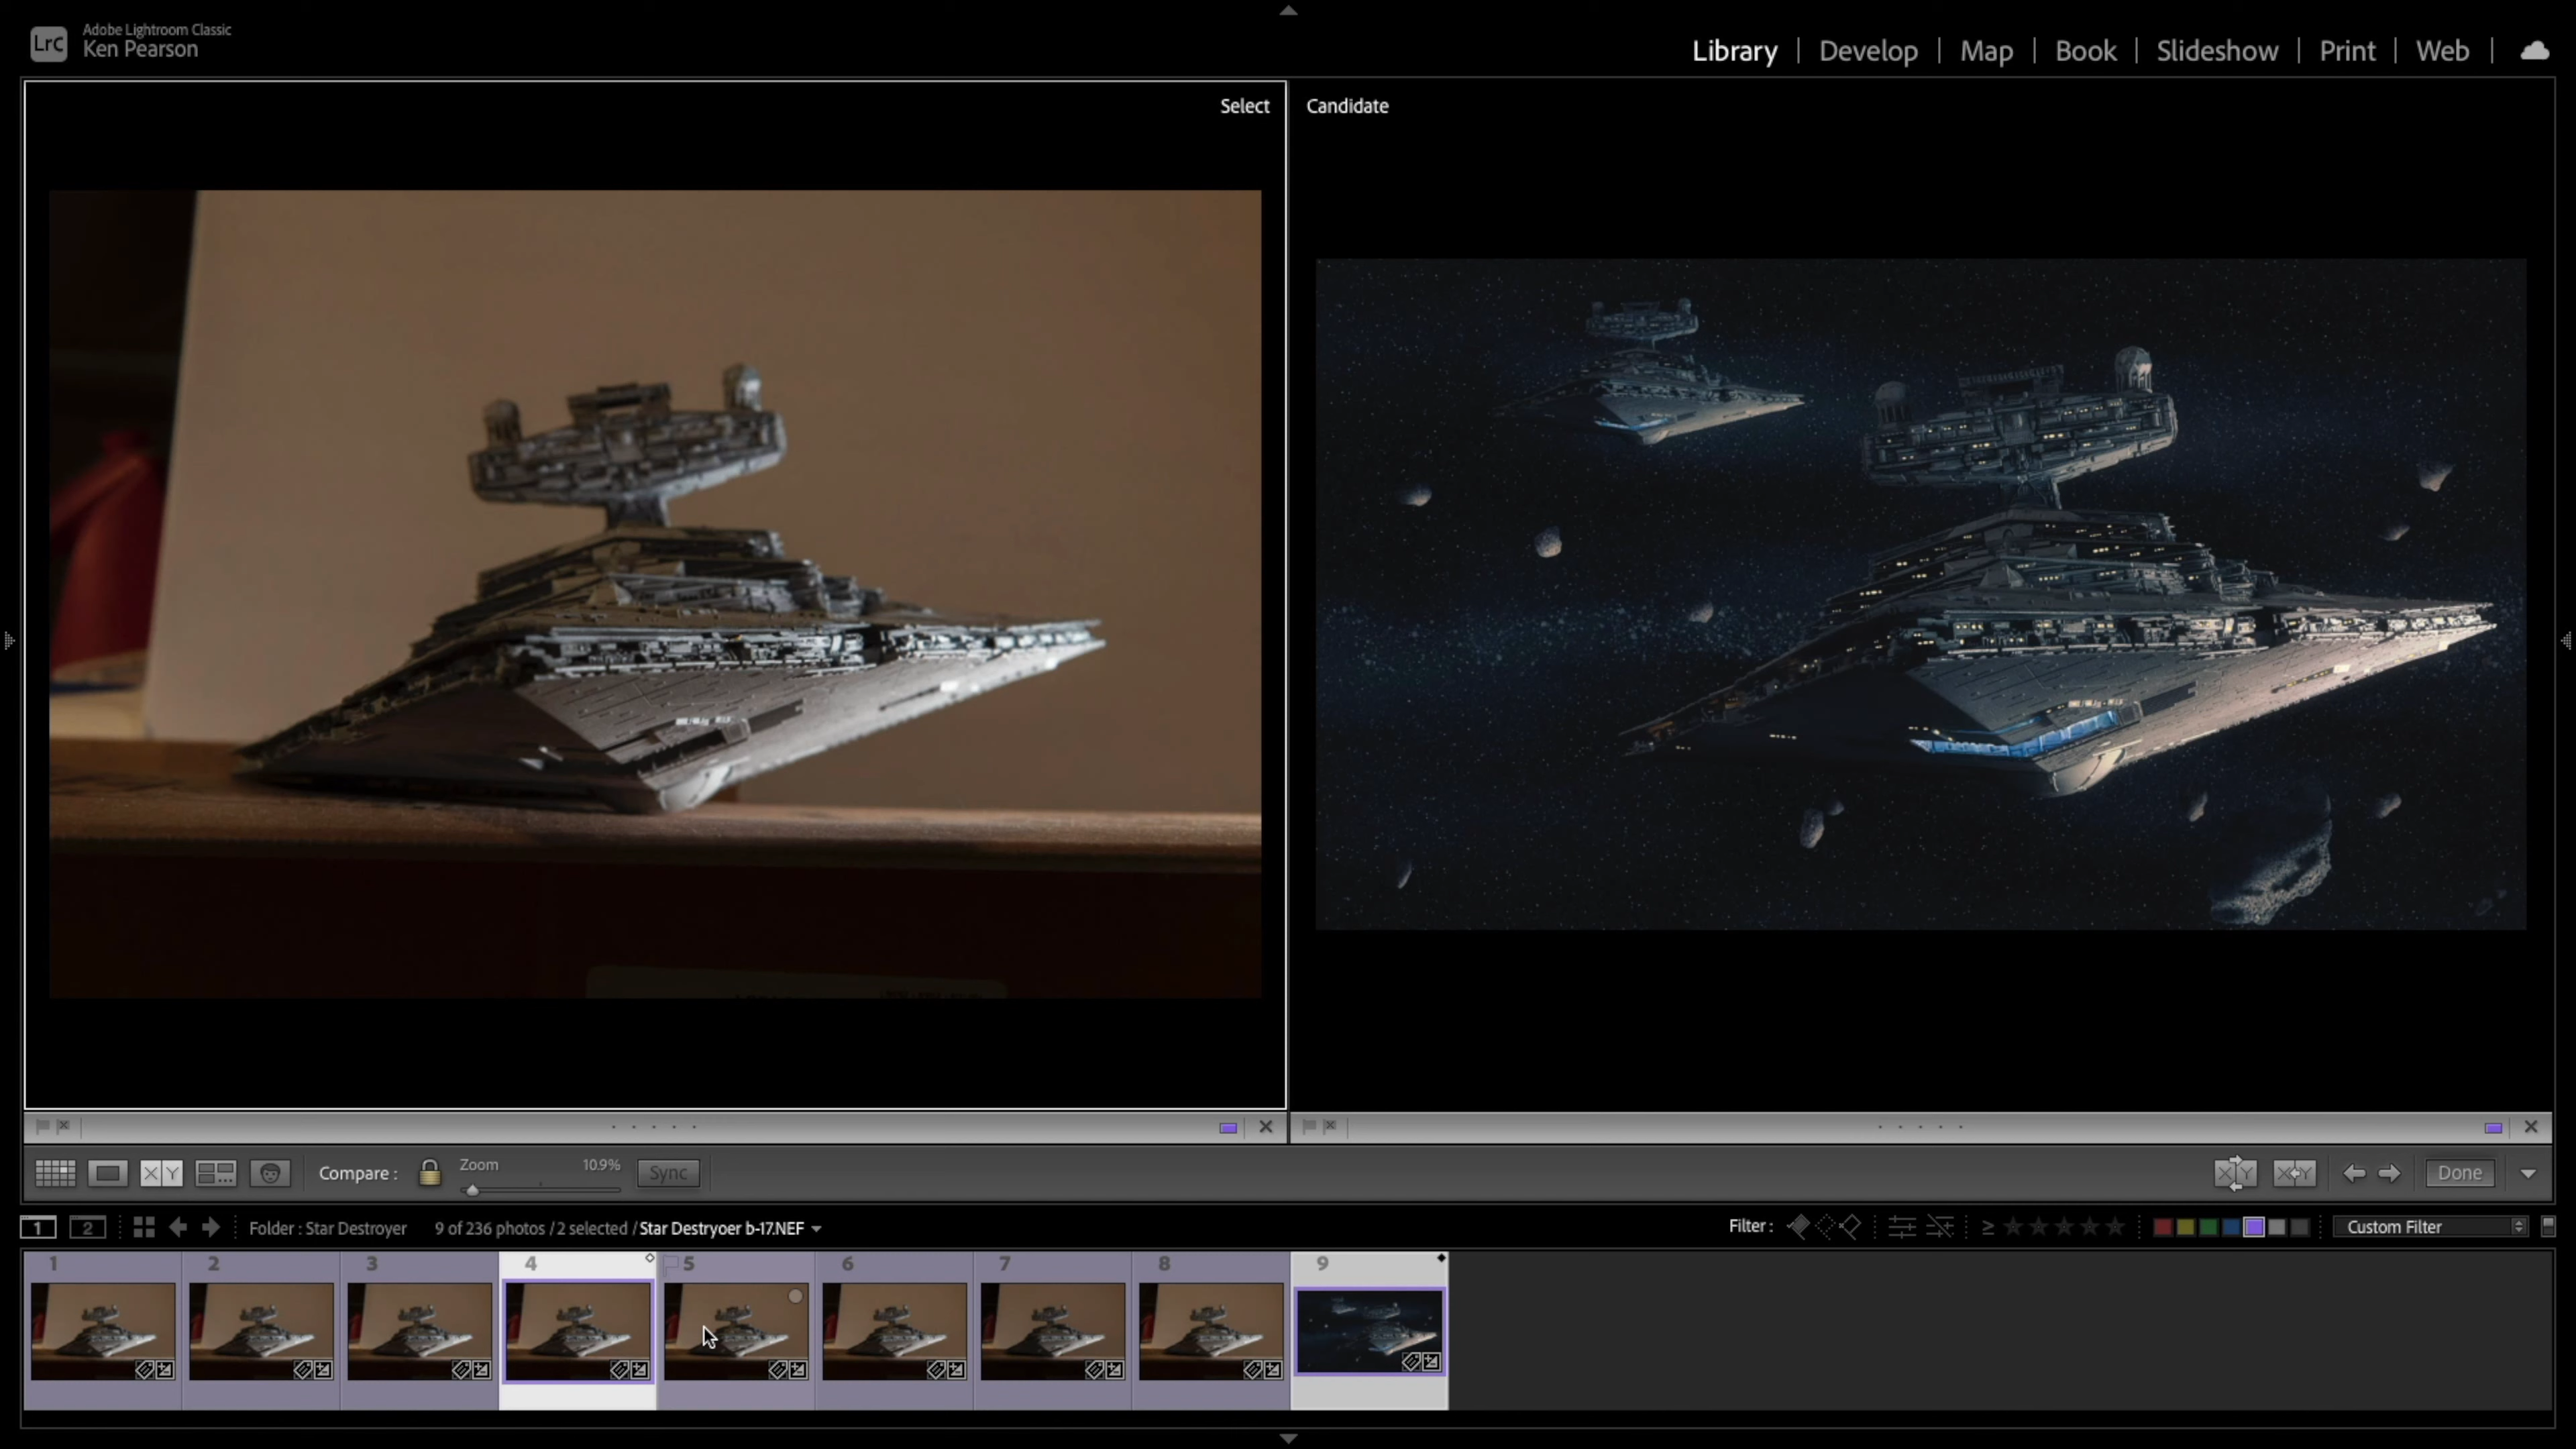 LrC
Adobe Lightroom Classic
Ken Pearson
Library | Develop | Map | Book | Slideshow | Print | Web |
Select
Candidate
X Y
Compare :
Zoom 10.9%
Sync
Done
1 2
Folder : Star Destroyer 9 of 236 photos / 2 selected / Star Destryoer b-17.NEF
Filter : ≥ Custom Filter
1 2 3 4 5 6 7 8 9